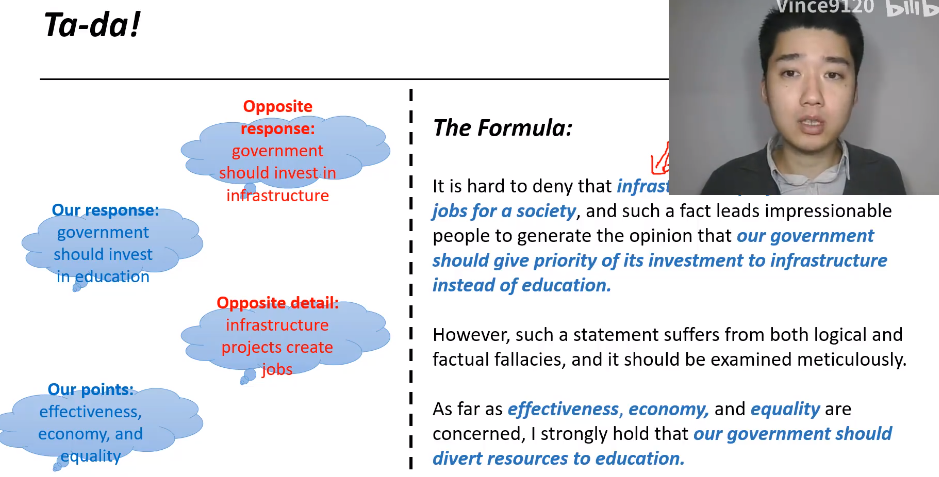 Ta-da!
Vince9120
bilib
Opposite
response:
government
should invest in
infrastructure
Our response:
government
should invest
in education
Opposite detail:
infrastructure
projects create
jobs
Our points:
effectiveness,
economy, and
equality
The Formula:
It is hard to deny that
jobs for a society, and such a fact leads impressionable
people to generate the opinion that our government
should give priority of its investment to infrastructure
instead of education.
However, such a statement suffers from both logical and
factual fallacies, and it should be examined meticulously.
As far as effectiveness, economy, and equality are
concerned, I strongly hold that our government should
divert resources to education.